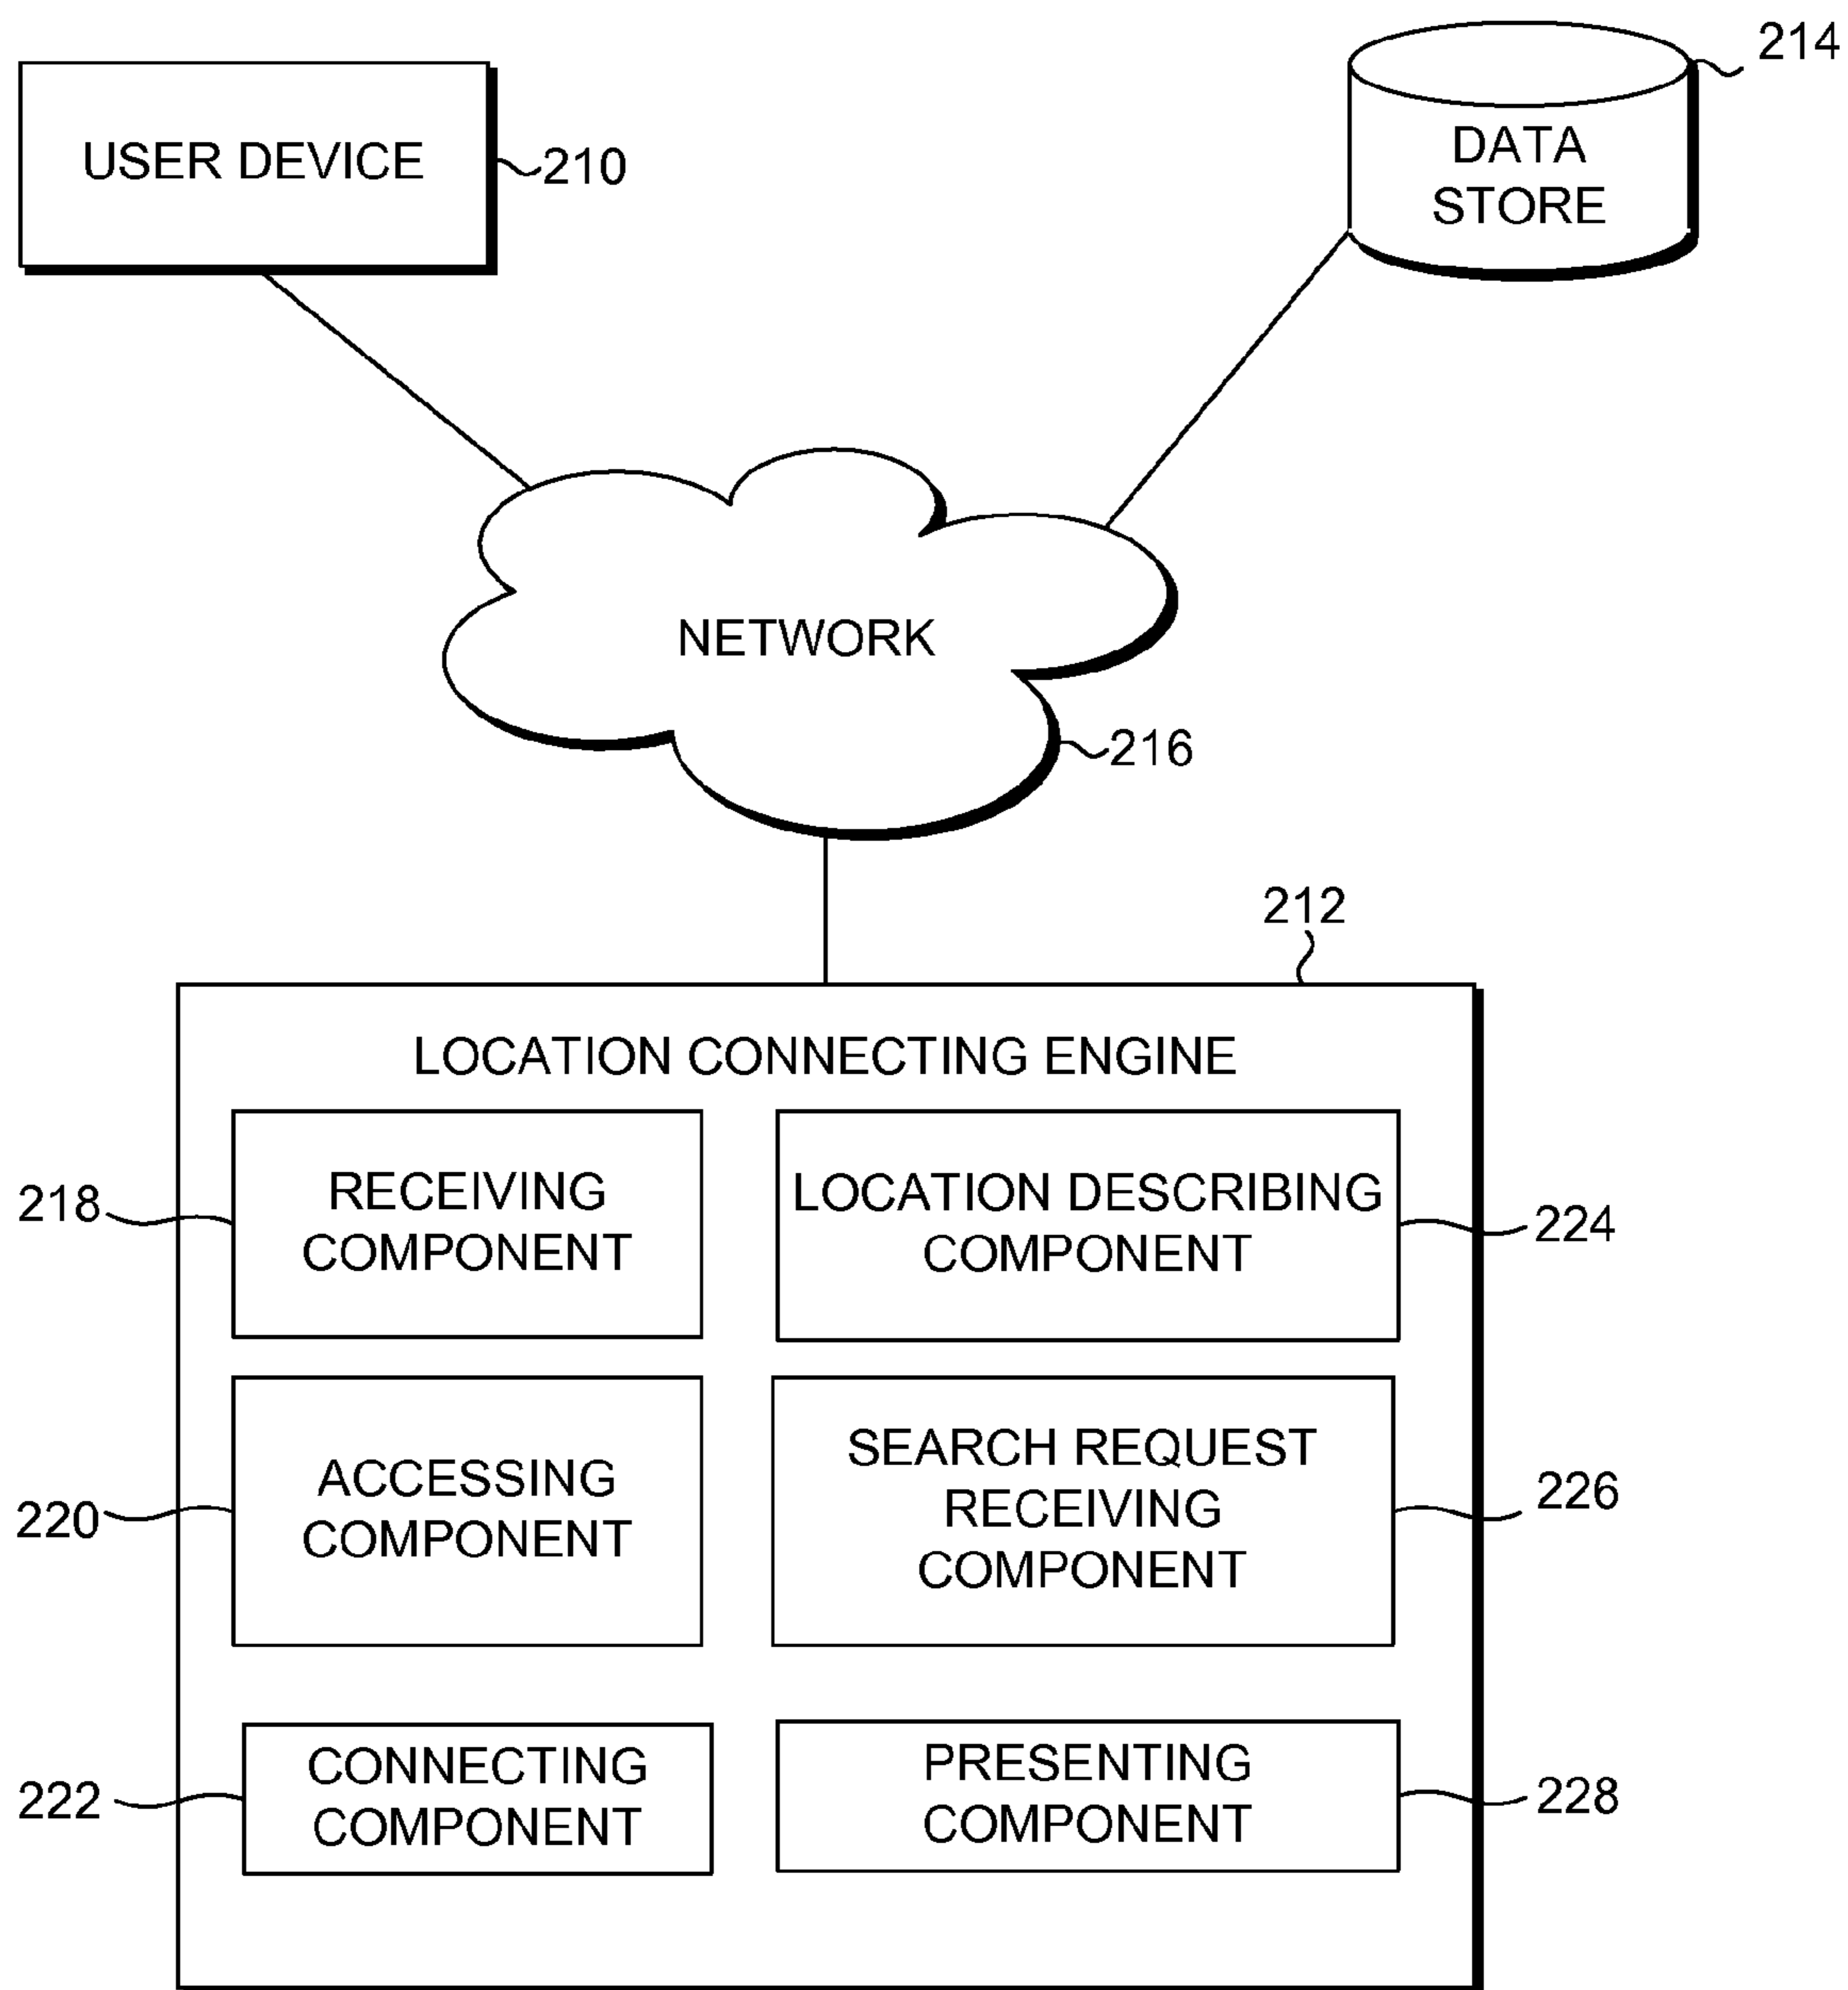 214
USER DEVICE
210
DATA
STORE
NETWORK
216
212
LOCATION CONNECTING ENGINE
218
RECEIVING
COMPONENT
LOCATION DESCRIBING
COMPONENT
224
220
ACCESSING
COMPONENT
SEARCH REQUEST
RECEIVING
COMPONENT
226
222
CONNECTING
COMPONENT
PRESENTING
COMPONENT
228